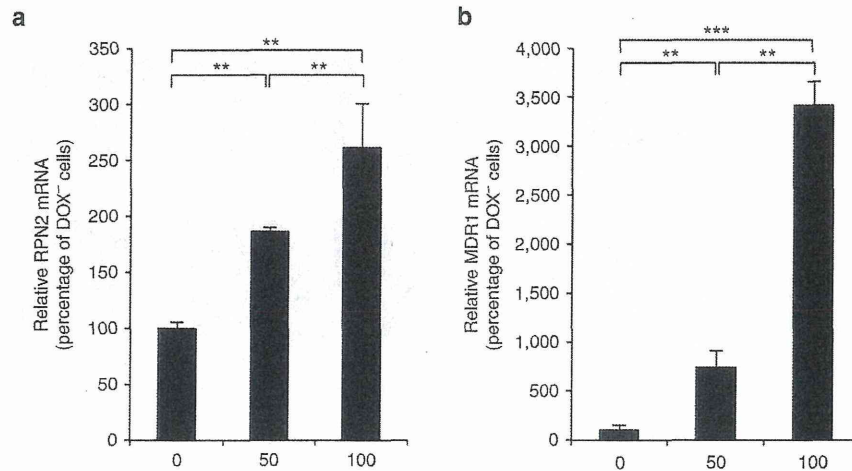 a
350
300
250
200
150
100
50
0
Relative RPN2 mRNA
(percentage of DOX⁻ cells)
**
**
**
0 50 100
b
4,000
3,500
3,000
2,500
2,000
1,500
1,000
500
0
Relative MDR1 mRNA
(percentage of DOX⁻ cells)
***
**
**
0 50 100